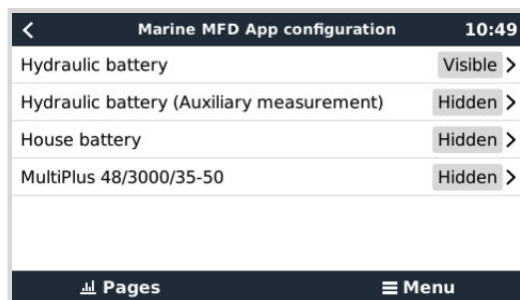 Marine MFD App configuration 10:49
Hydraulic battery Visible
Hydraulic battery (Auxiliary measurement) Hidden
House battery Hidden
MultiPlus 48/3000/35-50 Hidden
Pages Menu